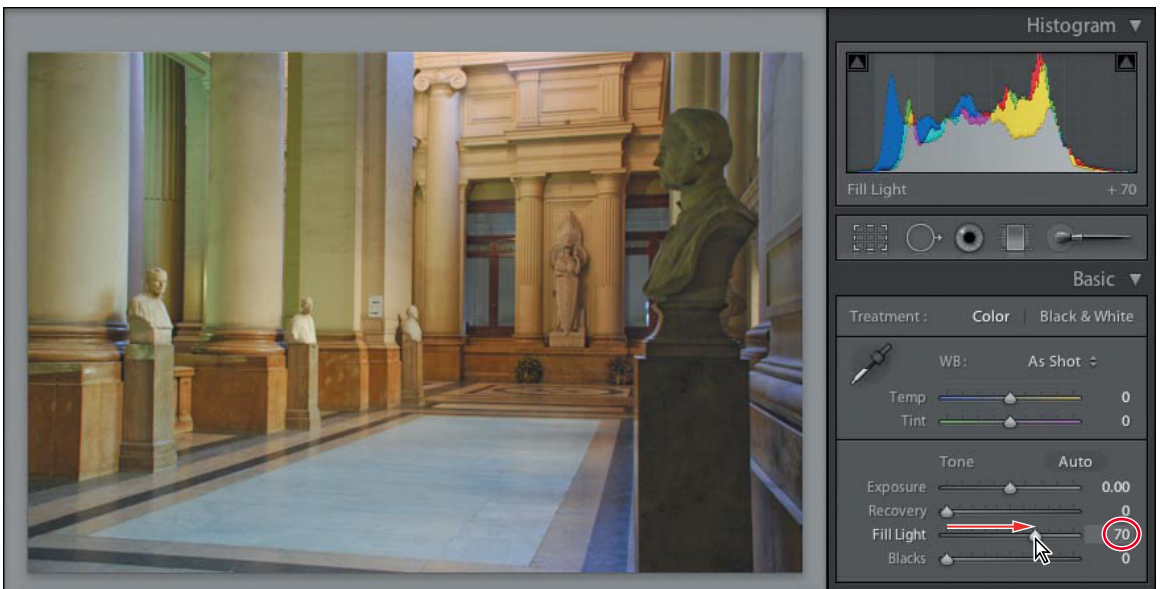 Histogram
Fill Light + 70
Basic
Treatment : Color Black & White
WB: As Shot
Temp 0
Tint 0
Tone Auto
Exposure 0.00
Recovery 0
Fill Light 70
Blacks 0